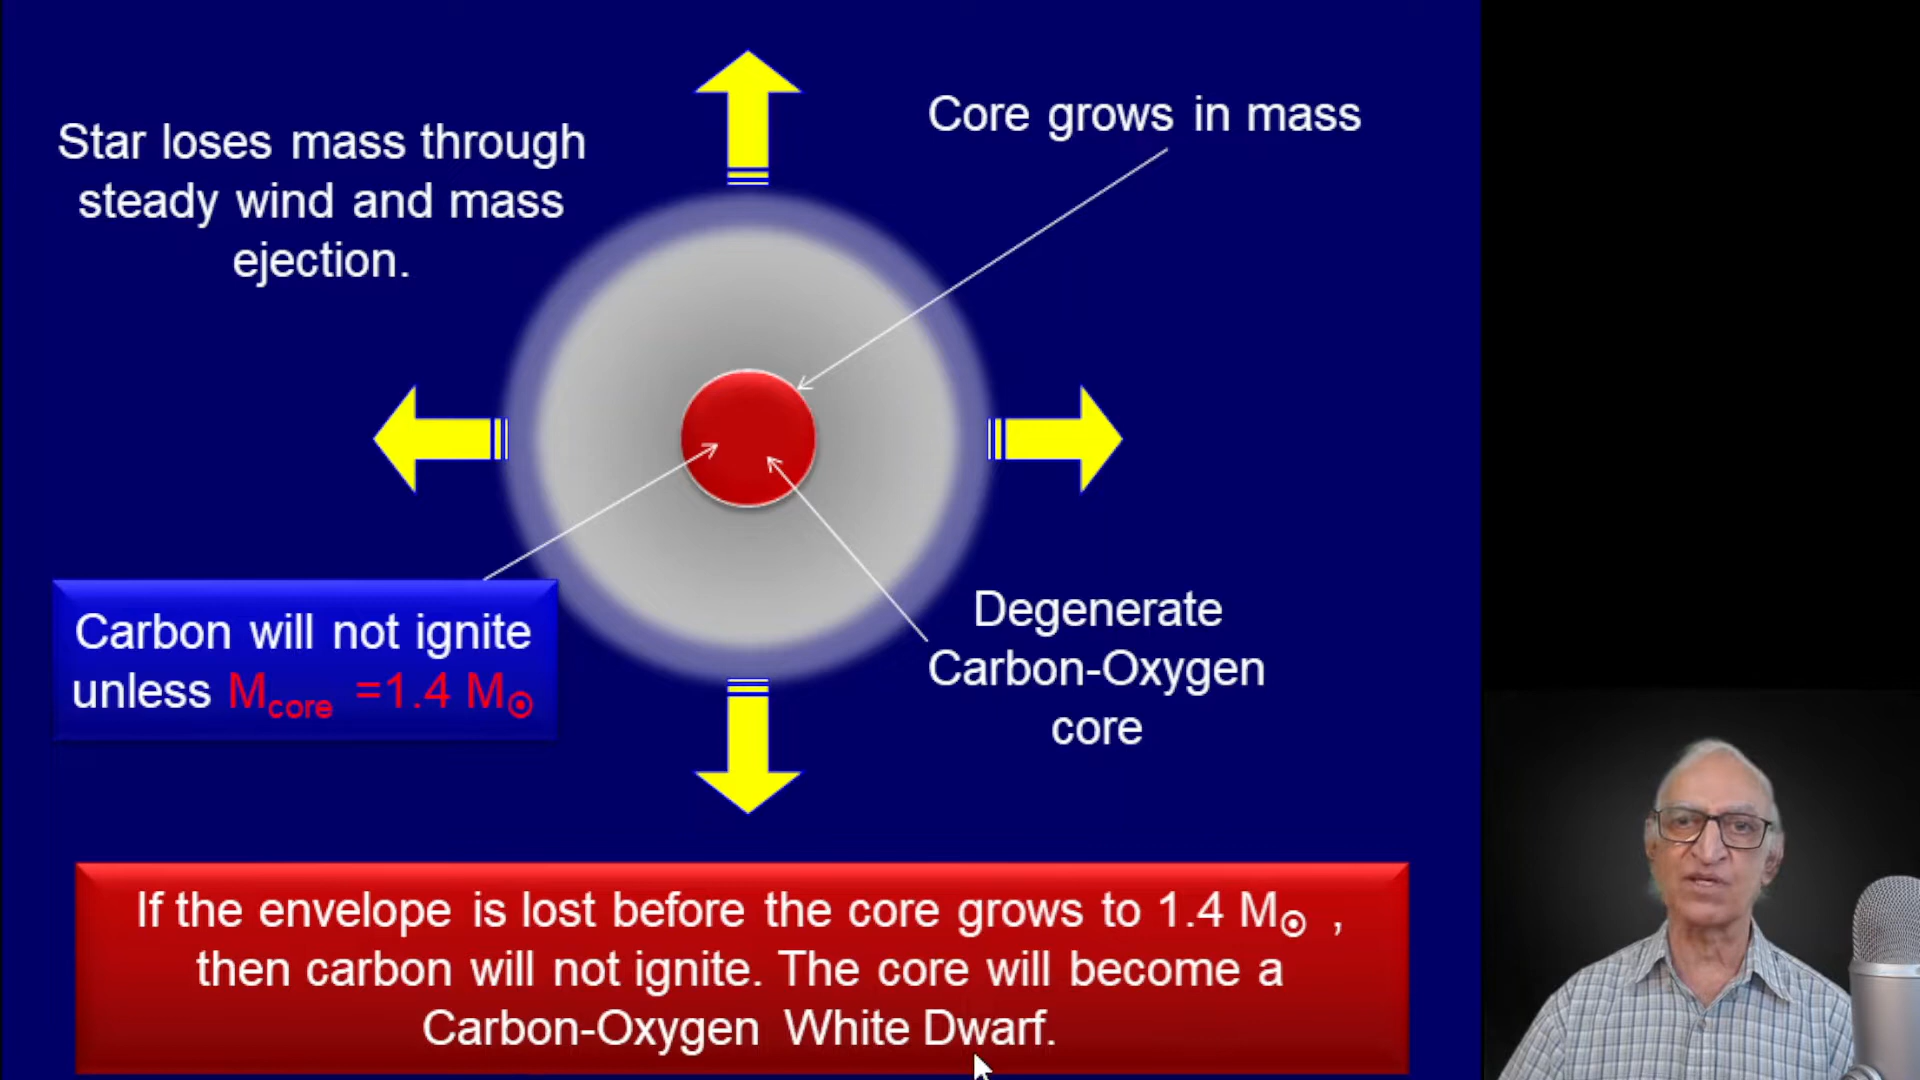 Star loses mass through
steady wind and mass
ejection.
Core grows in mass
Carbon will not ignite
unless M_core =1.4 M☉
Degenerate
Carbon-Oxygen
core
If the envelope is lost before the core grows to 1.4 M☉ ,
then carbon will not ignite. The core will become a
Carbon-Oxygen White Dwarf.